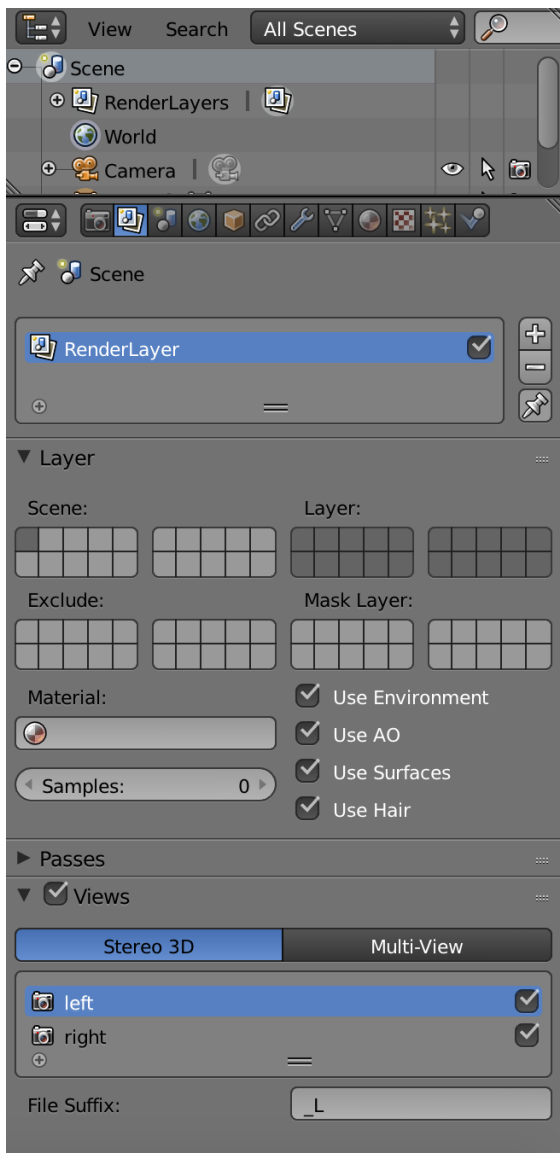 View Search All Scenes
Scene
RenderLayers
World
Camera
Scene
RenderLayer
Layer
Scene: Layer:
Exclude: Mask Layer:
Material: Use Environment
Use AO
Samples: 0 Use Surfaces
Use Hair
Passes
Views
Stereo 3D Multi-View
left
right
File Suffix: _L